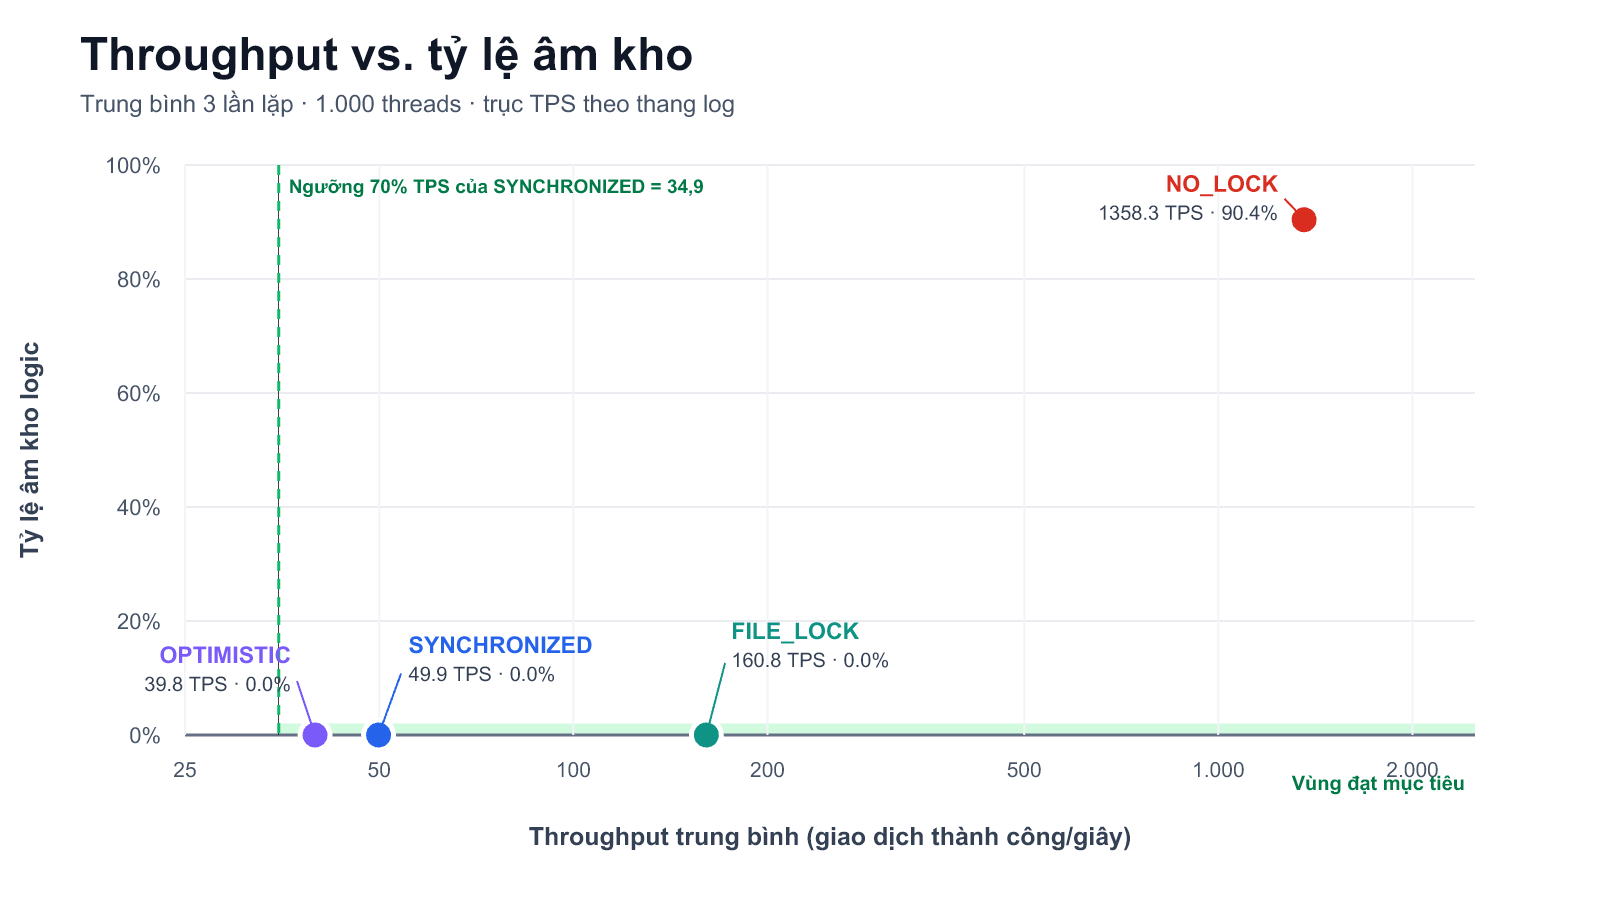 Throughput vs. tỷ lệ âm kho
Trung bình 3 lần lặp · 1.000 threads · trục TPS theo thang log
Tỷ lệ âm kho logic
100%
80%
60%
40%
20%
0%
Ngưỡng 70% TPS của SYNCHRONIZED = 34,9
NO_LOCK
1358.3 TPS · 90.4%
OPTIMISTIC
39.8 TPS · 0.0%
SYNCHRONIZED
49.9 TPS · 0.0%
FILE_LOCK
160.8 TPS · 0.0%
25 50 100 200 500 1.000 2.000
Vùng đạt mục tiêu
Throughput trung bình (giao dịch thành công/giây)